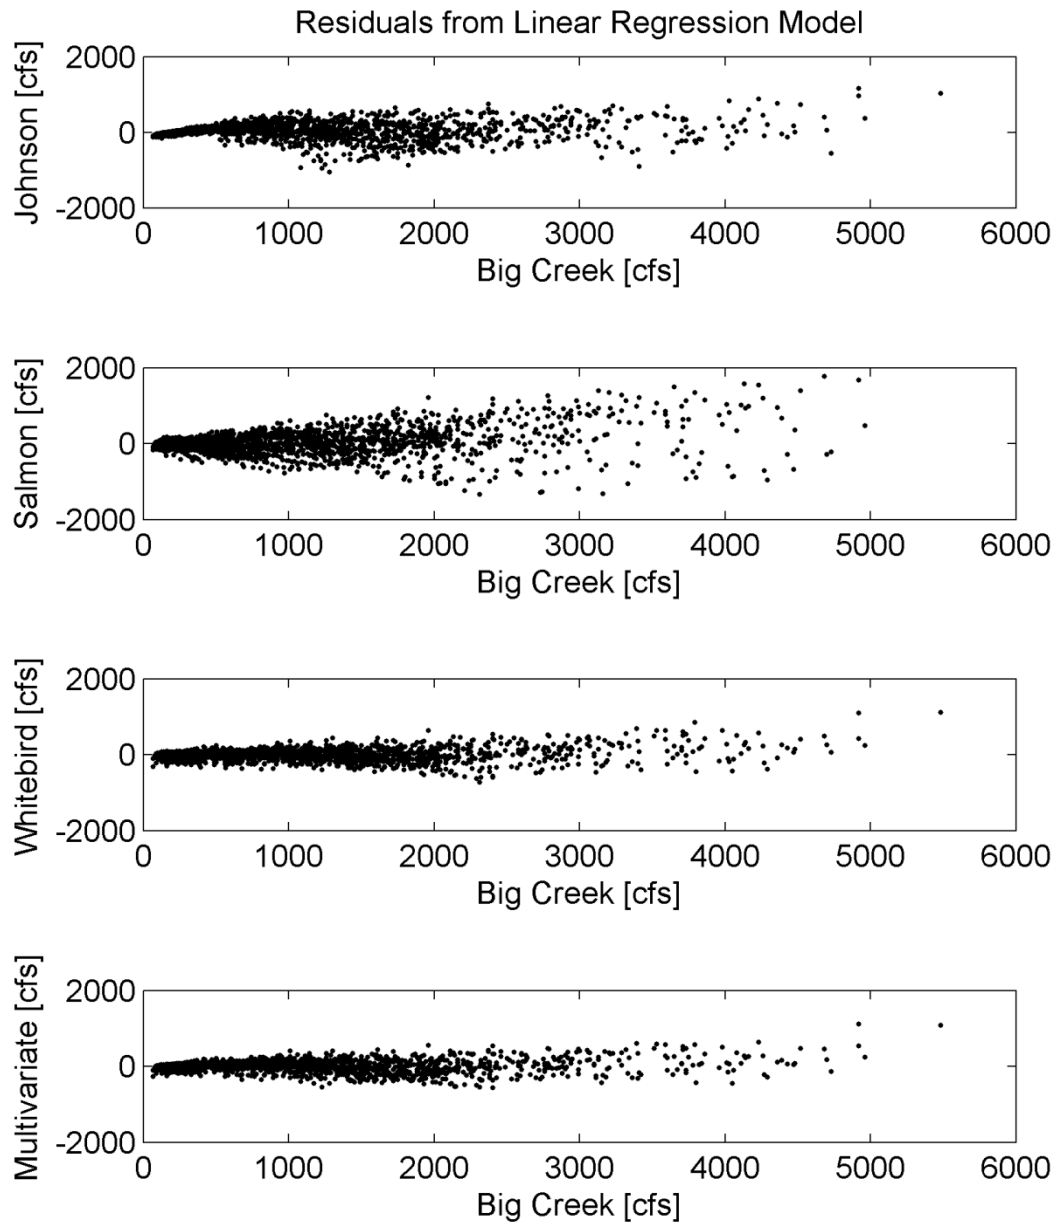 Residuals from Linear Regression Model
2000
0
-2000
Johnson [cfs]
0 1000 2000 3000 4000 5000 6000
Big Creek [cfs]
2000
0
-2000
Salmon [cfs]
0 1000 2000 3000 4000 5000 6000
Big Creek [cfs]
2000
0
-2000
Whitebird [cfs]
0 1000 2000 3000 4000 5000 6000
Big Creek [cfs]
2000
0
-2000
Multivariate [cfs]
0 1000 2000 3000 4000 5000 6000
Big Creek [cfs]